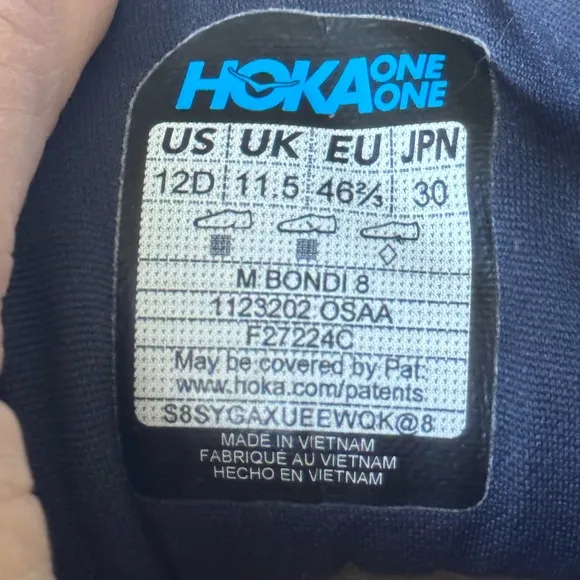 HOKA ONE ONE
US UK EU JPN
12D 11.5 46⅔ 30
M BONDI 8
1123202 OSAA
F27224C
May be covered by Pat:
www.hoka.com/patents
S8SYGAXUEEWQK@8
MADE IN VIETNAM
FABRIQUÉ AU VIETNAM
HECHO EN VIETNAM